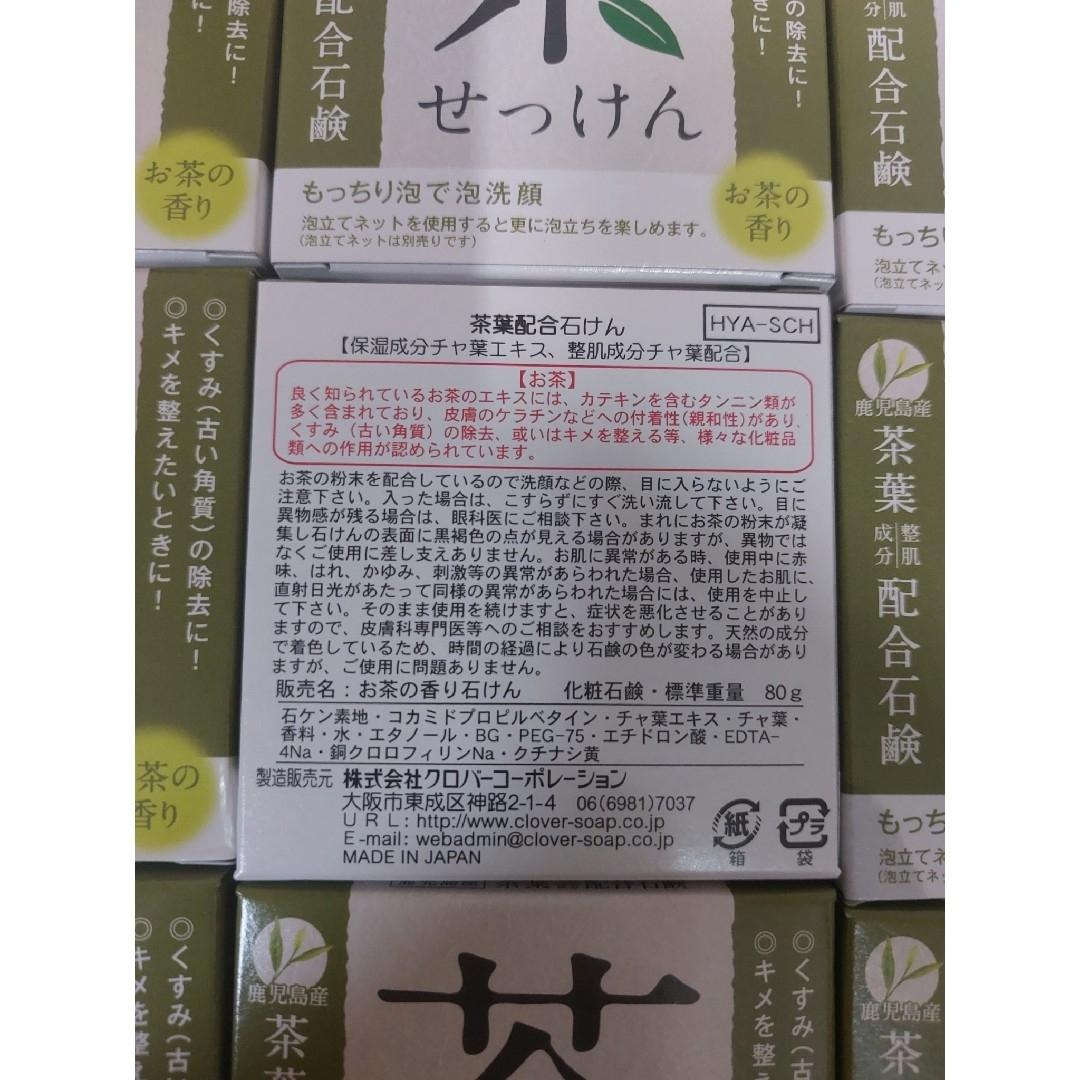 の除去に!
に!
配合石鹸
茶
せっけん
の除去に!
きに!
成分
整肌
配合石鹸
お茶の
香り
もっちり泡で泡洗顔
泡立てネットを使用すると更に泡立ちを楽しめます。
(泡立てネットは別売りです)
お茶の
香り
もっち
泡立てネ
(泡立てネッ
◎くすみ(古い角質)の除去に!
◎キメを整えたいときに!
茶の
香り
茶葉配合石けん
HYA-SCH
【保湿成分チャ葉エキス、整肌成分チャ葉配合】
【お茶】
良く知られているお茶のエキスには、カテキンを含むタンニン類が
多く含まれており、皮膚のケラチンなどへの付着性(親和性)があり、
くすみ(古い角質)の除去、或いはキメを整える等、様々な化粧品
類への作用が認められています。
お茶の粉末を配合しているので洗顔などの際、目に入らないようにご
注意下さい。入った場合は、こすらずにすぐ洗い流して下さい。目に
異物感が残る場合は、眼科医にご相談下さい。まれにお茶の粉末が凝
集し石けんの表面に黒褐色の点が見える場合がありますが、異物では
なくご使用に差し支えありません。お肌に異常がある時、使用中に赤
味、はれ、かゆみ、刺激等の異常があらわれた場合、使用したお肌に、
直射日光があたって同様の異常があらわれた場合には、使用を中止し
て下さい。そのまま使用を続けますと、症状を悪化させることがあり
ますので、皮膚科専門医等へのご相談をおすすめします。天然の成分
で着色しているため、時間の経過により石鹸の色が変わる場合があり
ますが、ご使用に問題ありません。
販売名:お茶の香り石けん 化粧石鹸・標準重量 80g
石ケン素地・コカミドプロピルベタイン・チャ葉エキス・チャ葉・
香料・水・エタノール・BG・PEG-75・エチドロン酸・EDTA-
4Na・銅クロロフィリンNa・クチナシ黄
製造販売元 株式会社クロバーコーポレーション
大阪市東成区神路2-1-4 06(6981)7037
URL:http://www.clover-soap.co.jp
E-mail: webadmin@clover-soap.co.jp
MADE IN JAPAN
紙
箱
プラ
袋
鹿児島産
茶葉
成分
整肌
配合石鹸
もっち
泡立てネ
(泡立てネッ
◎くすみ(古
◎キメを整
鹿児島産
茶
茶
◎くすみ(古
◎キメを整え
鹿児島産
茶